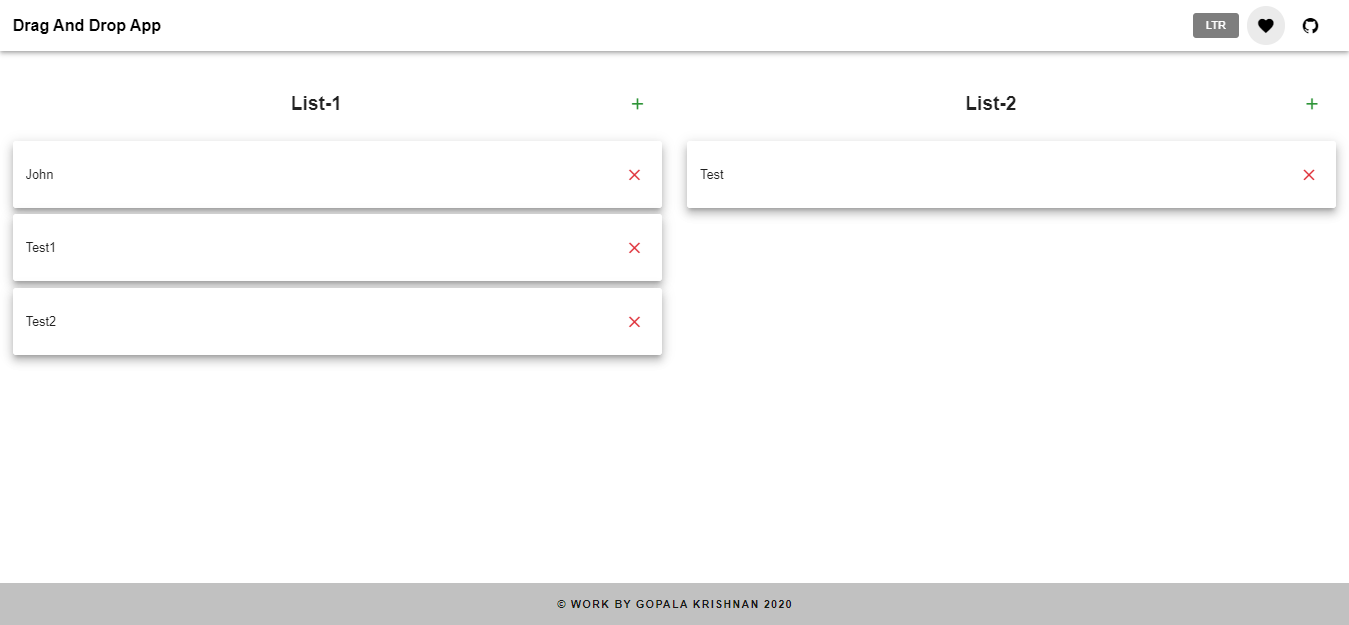 Drag And Drop App
LTR
List-1
John
Test1
Test2
List-2
Test
© WORK BY GOPALA KRISHNAN 2020